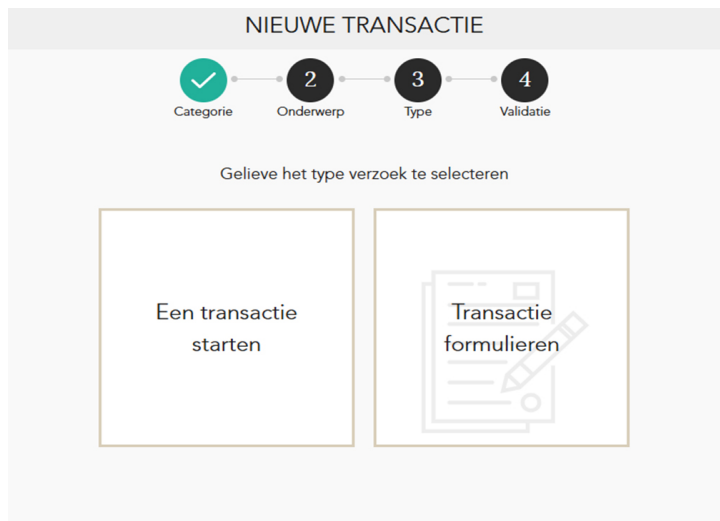 NIEUWE TRANSACTIE
2 3 4
Categorie Onderwerp Type Validatie
Gelieve het type verzoek te selecteren
Een transactie
starten
Transactie
formulieren